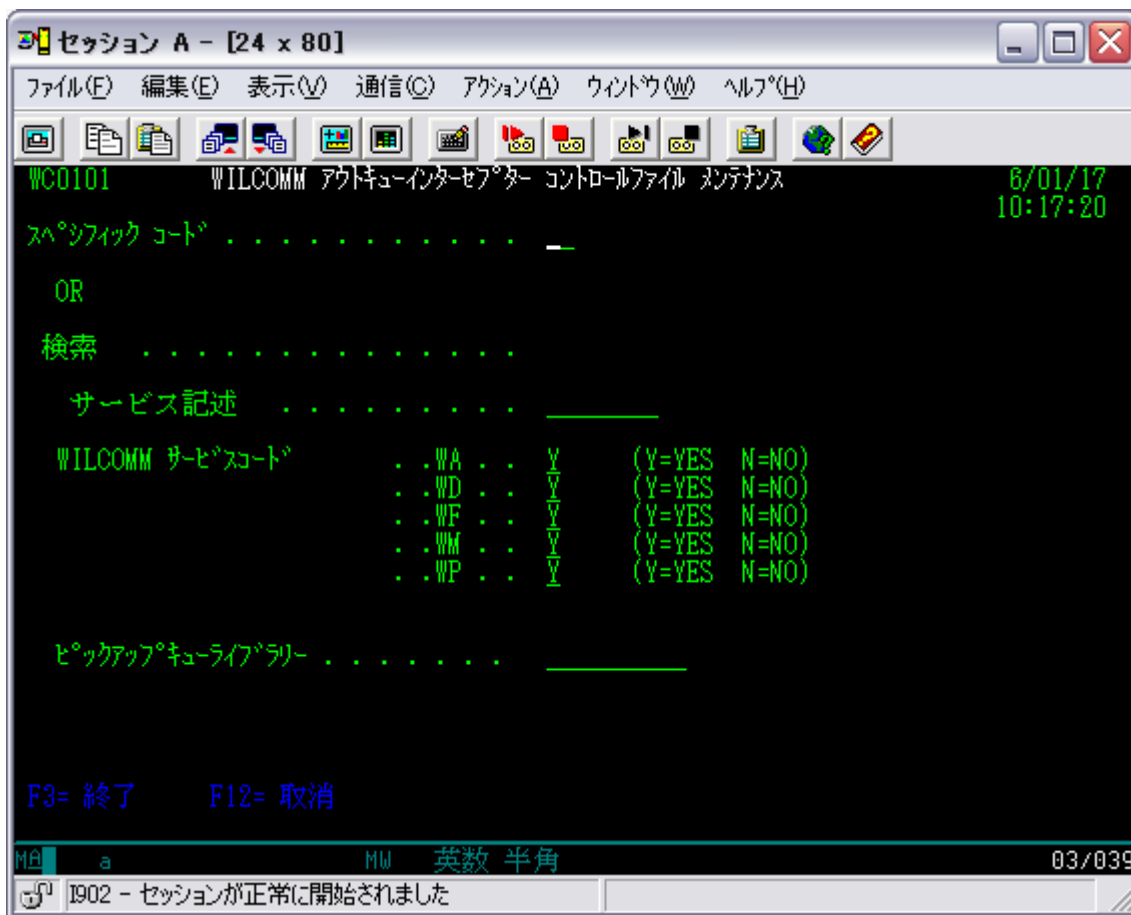 セッション A - [24 x 80]
ファイル(F) 編集(E) 表示(V) 通信(C) アクション(A) ウィンドウ(W) ヘルプ(H)
WC0101 WILCOMM アウトキューインターセプター コントロールファイル メンテナンス 6/01/17
10:17:20
スペシフィック コード . . . . . . . . . . .
OR
検索 . . . . . . . . . . . . . .
サービス記述 . . . . . . . . .
WILCOMM サービスコード . .WA . . Y (Y=YES N=NO)
. .WD . . Y (Y=YES N=NO)
. .WF . . Y (Y=YES N=NO)
. .WM . . Y (Y=YES N=NO)
. .WP . . Y (Y=YES N=NO)
ピックアップキューライブラリー . . . . . . .
F3= 終了 F12= 取消
MA a MW 英数 半角 03/039
I902 - セッションが正常に開始されました